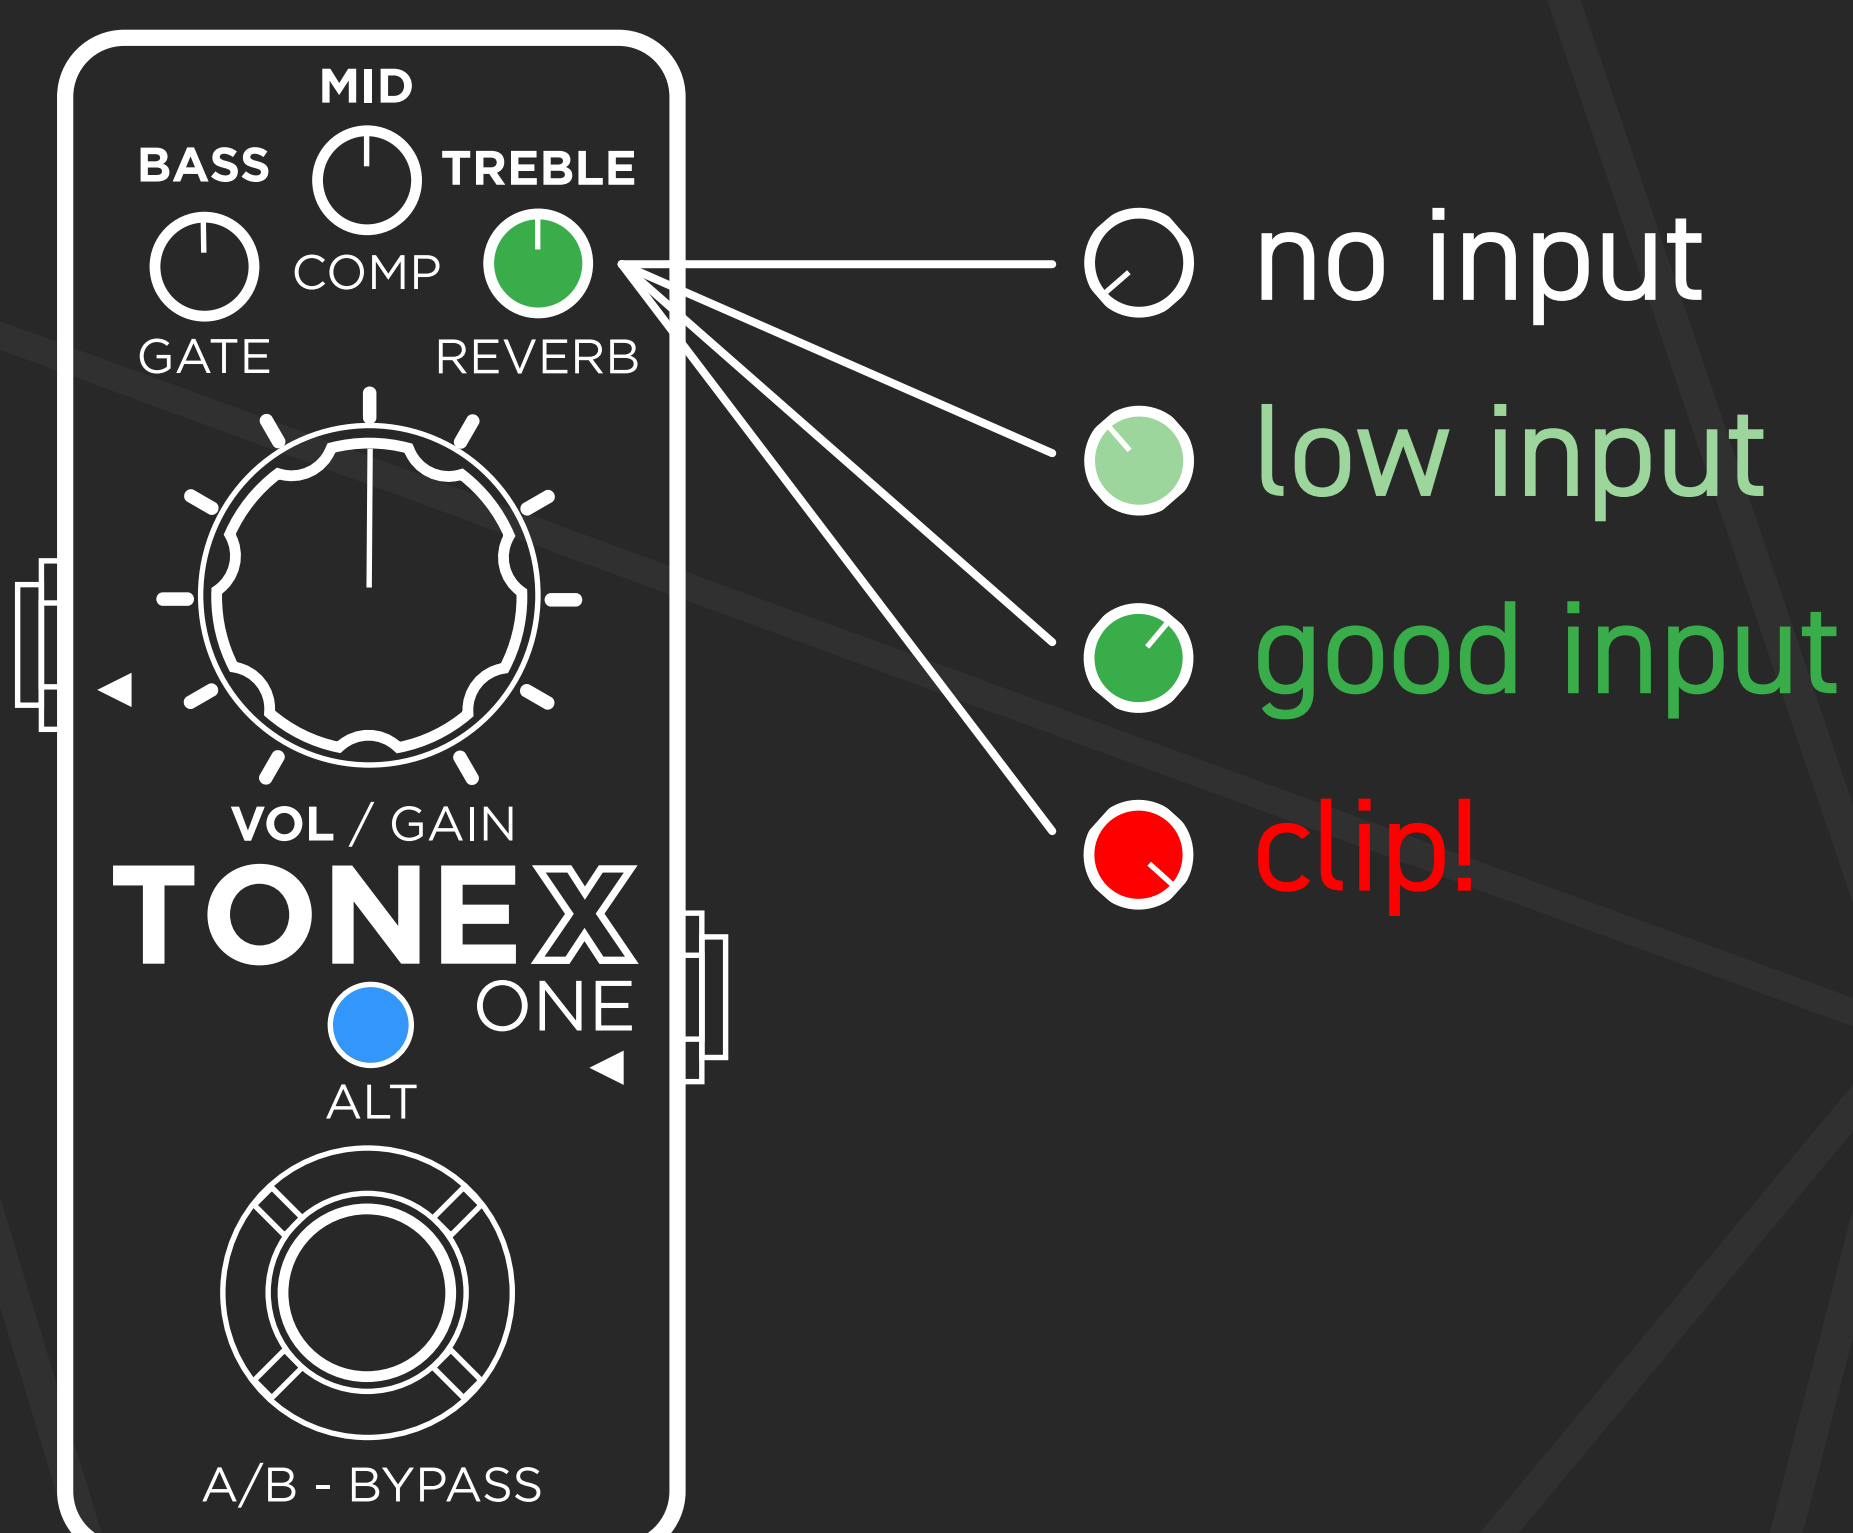 MID
BASS
TREBLE
COMP
GATE
REVERB
VOL / GAIN
TONEX
ONE
ALT
A/B - BYPASS
no input
low input
good input
clip!